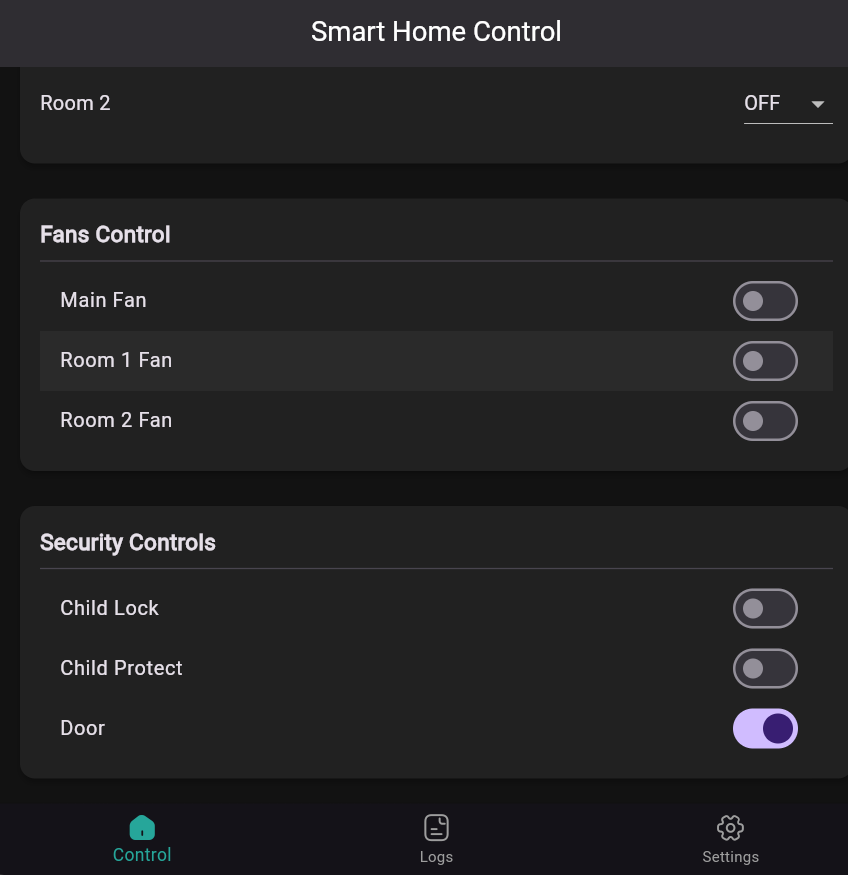 Smart Home Control
Room 2 OFF
Fans Control
Main Fan
Room 1 Fan
Room 2 Fan
Security Controls
Child Lock
Child Protect
Door
Control Logs Settings